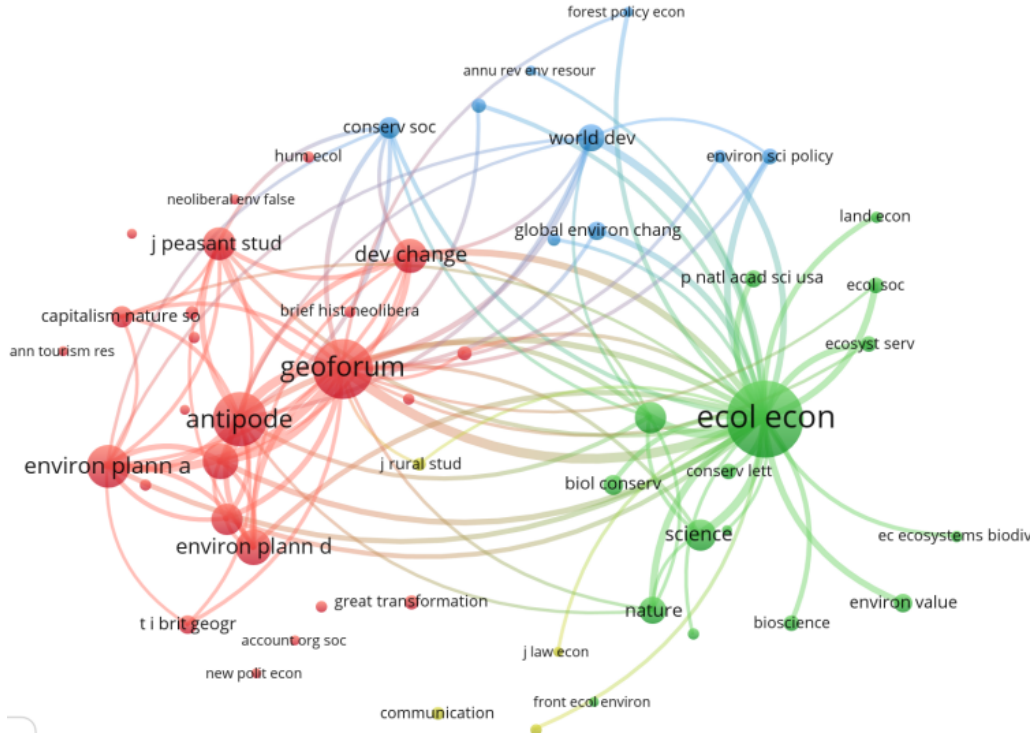 forest policy econ
annu rev env resour
conserv soc
world dev
hum ecol
environ sci policy
neoliberal env false
land econ
j peasant stud
global environ chang
dev change
p natl acad sci usa
ecol soc
capitalism nature so
brief hist neolibera
ann tourism res
ecosyst serv
geoforum
antipode
ecol econ
environ plann a
j rural stud
conserv lett
biol conserv
science
ec ecosystems biodiv
environ plann d
great transformation
environ value
nature
t i brit geogr
bioscience
account org soc
j law econ
new polit econ
front ecol environ
communication